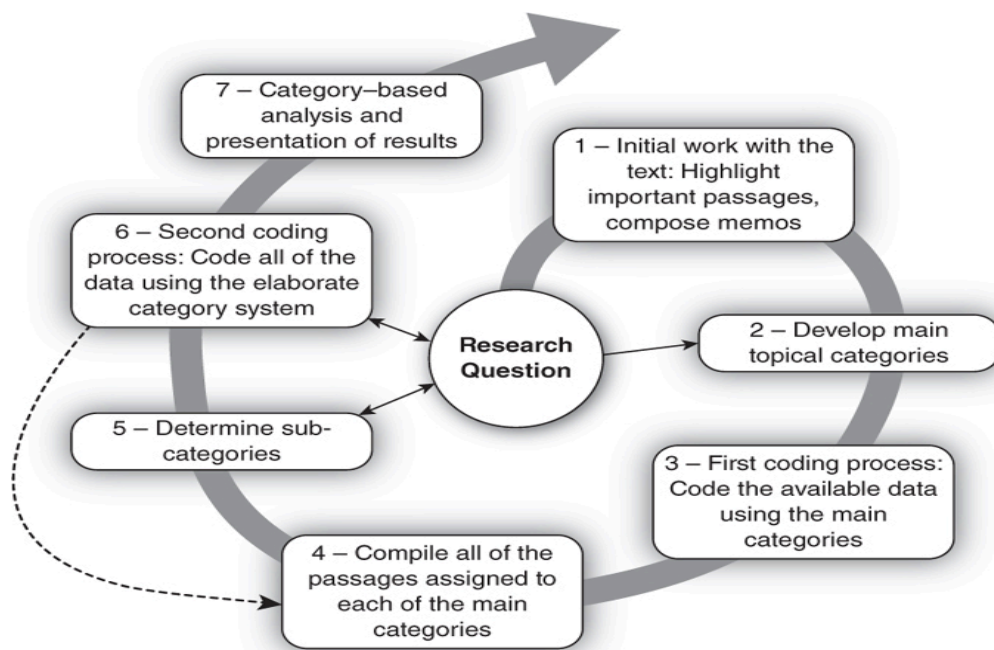 7 – Category–based
analysis and
presentation of results
1 – Initial work with the
text: Highlight
important passages,
compose memos
6 – Second coding
process: Code all of the
data using the elaborate
category system
Research
Question
2 – Develop main
topical categories
5 – Determine sub-
categories
3 – First coding process:
Code the available data
using the main
categories
4 – Compile all of the
passages assigned to
each of the main
categories